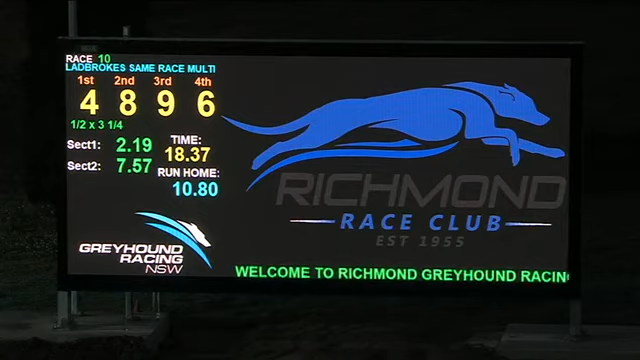 RACE 10
LADBROKES SAME RACE MULTI
1st 2nd 3rd 4th
4 8 9 6
1/2 x 3 1/4
Sect1: 2.19
Sect2: 7.57
TIME:
18.37
RUN HOME:
10.80
GREYHOUND
RACING
NSW
RICHMOND
RACE CLUB
EST 1955
WELCOME TO RICHMOND GREYHOUND RACIN